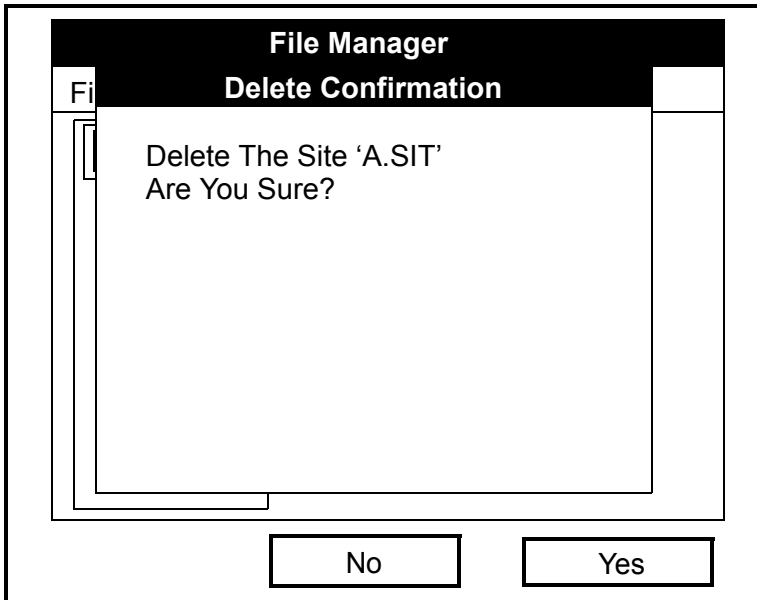 File Manager
Fi
Delete Confirmation
Delete The Site ‘A.SIT’
Are You Sure?
No
Yes